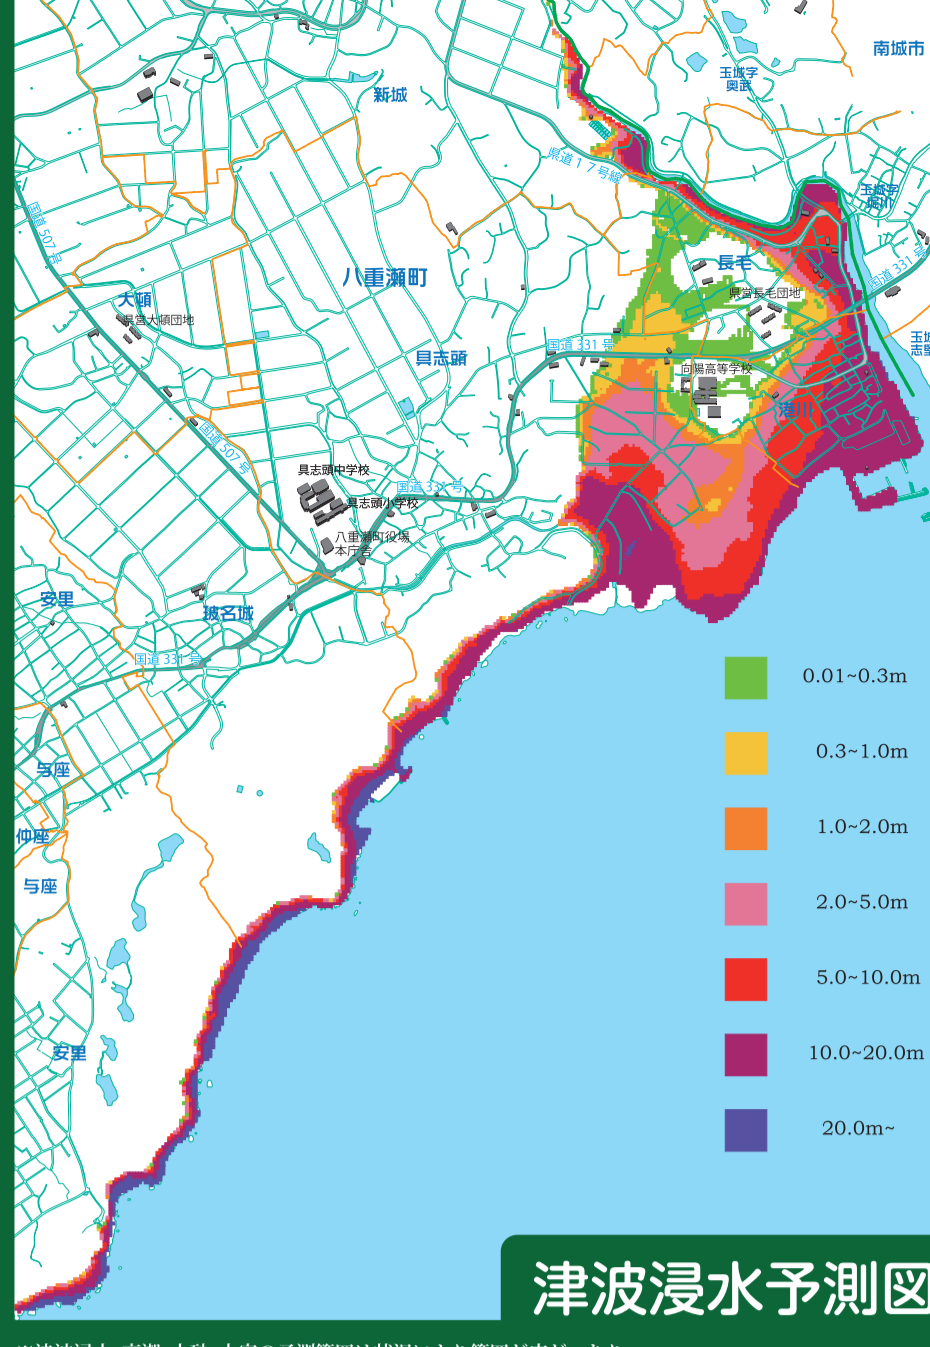 南城市
玉城字
奥武
新城
県道17号線
玉城字
堀川
国道507号
国道331号
長毛
八重瀬町
県営長毛団地
大頓
県営大頓団地
国道331号
具志頭
向陽高等学校
港川
国道507号
具志頭中学校
国道331号
具志頭小学校
八重瀬町役場
本庁舎
安里
波名城
国道331号
0.01~0.3m
0.3~1.0m
与座
1.0~2.0m
仲座
与座
2.0~5.0m
5.0~10.0m
安里
10.0~20.0m
20.0m~
津波浸水予測図